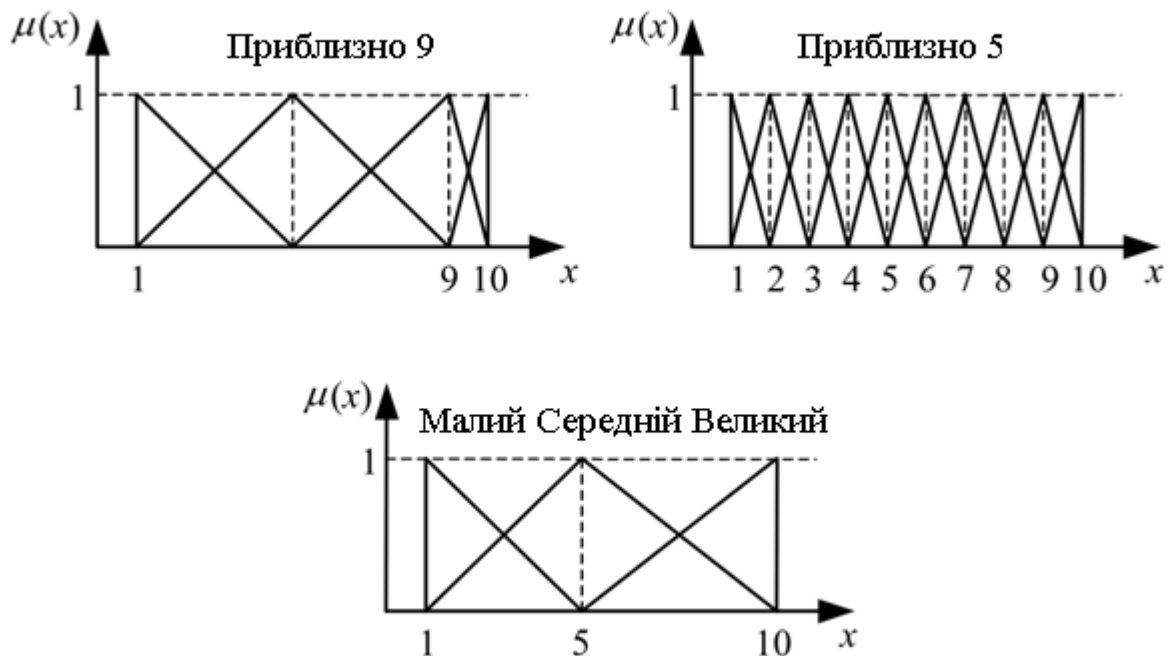 μ(x)
Приблизно 9
1
1 9 10 x
μ(x)
Приблизно 5
1
1 2 3 4 5 6 7 8 9 10 x
μ(x)
Малий Середній Великий
1
1 5 10 x